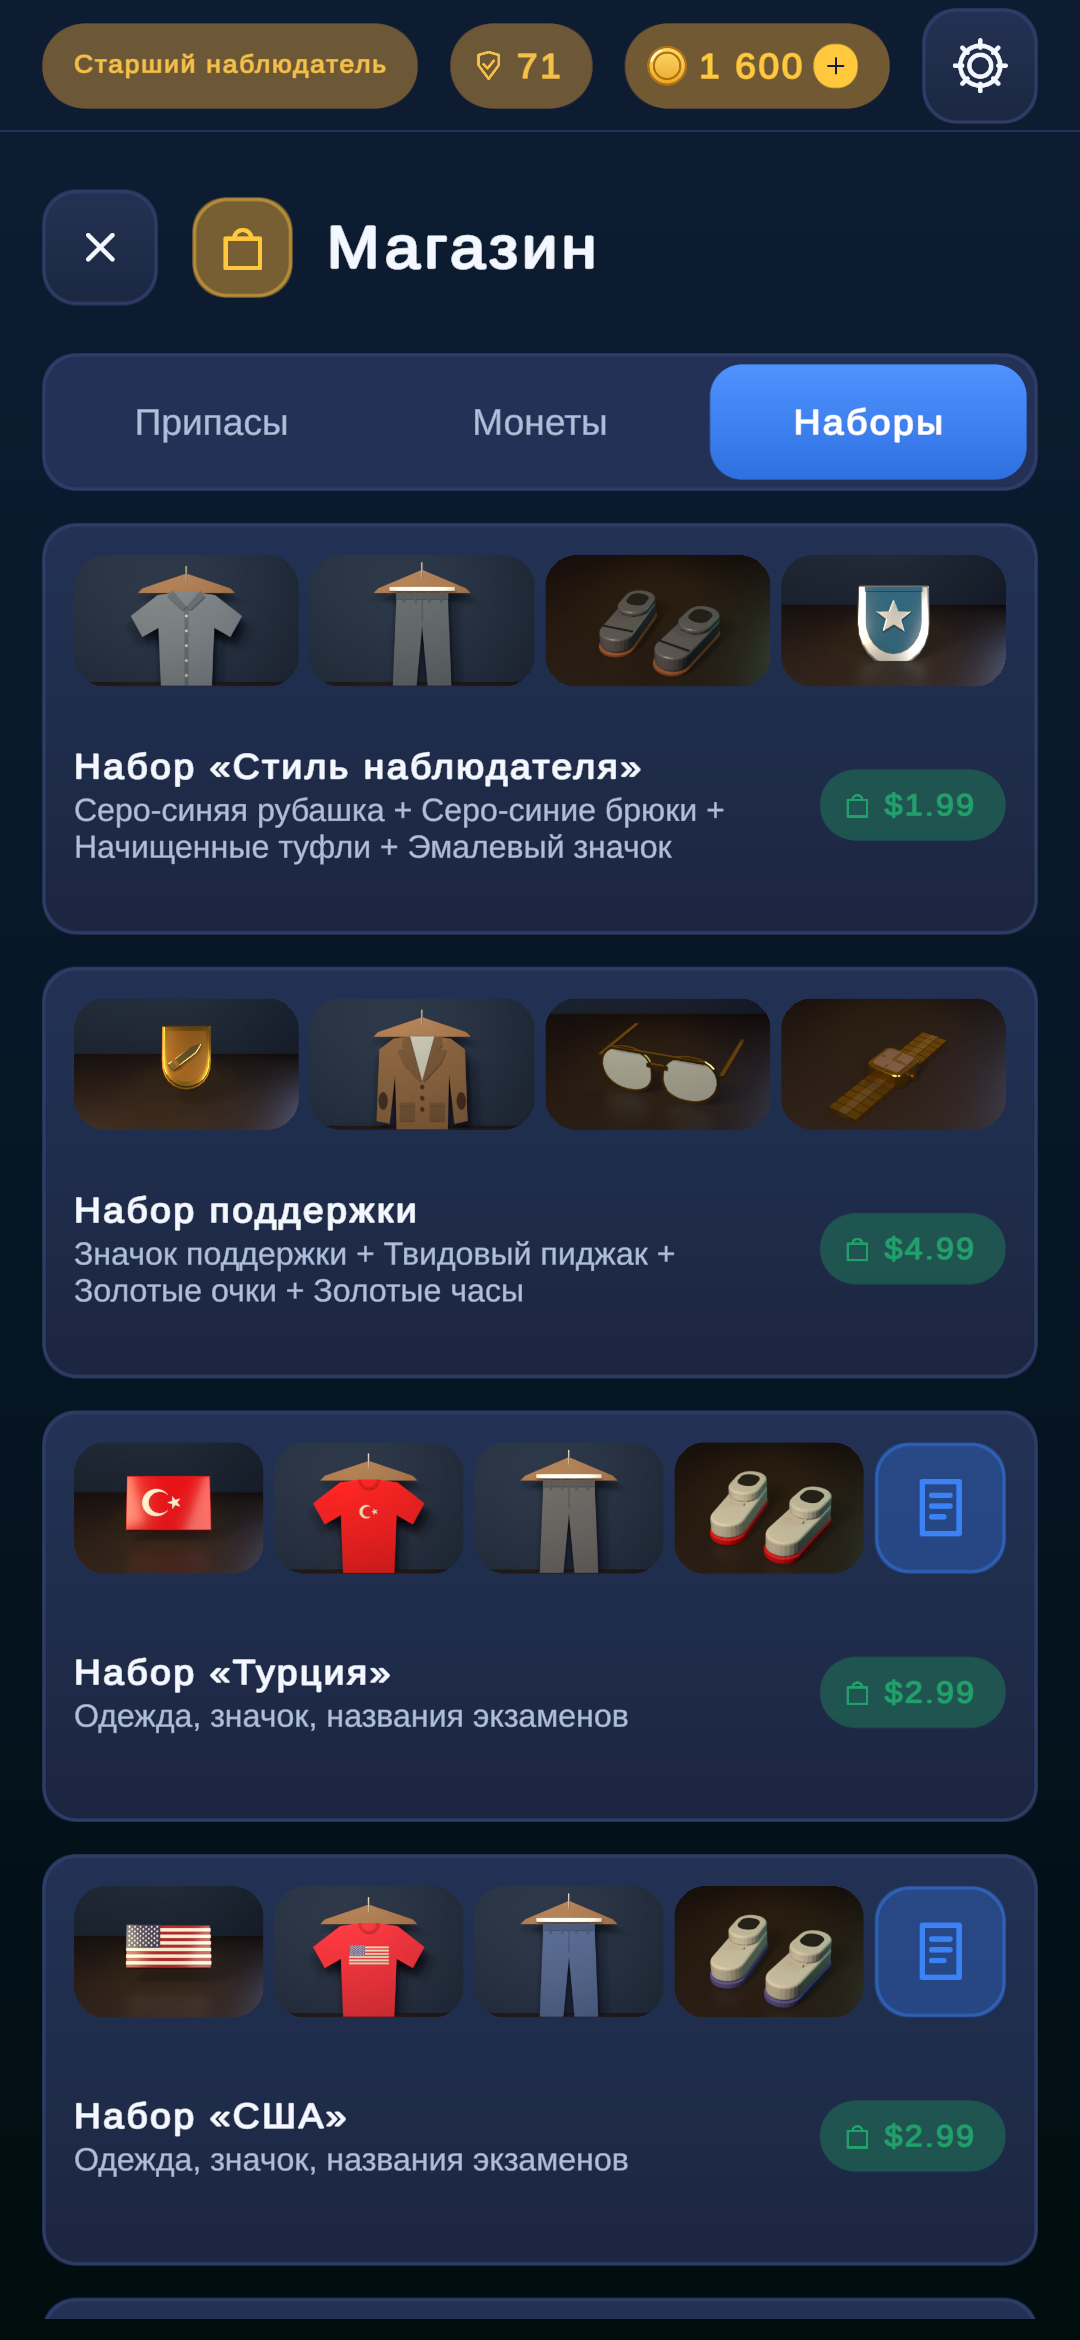 Старший наблюдатель
71
1 600
Магазин
Припасы
Монеты
Наборы
Набор «Стиль наблюдателя»
Серо-синяя рубашка + Серо-синие брюки +
Начищенные туфли + Эмалевый значок
$1.99
Набор поддержки
Значок поддержки + Твидовый пиджак +
Золотые очки + Золотые часы
$4.99
Набор «Турция»
Одежда, значок, названия экзаменов
$2.99
Набор «США»
Одежда, значок, названия экзаменов
$2.99